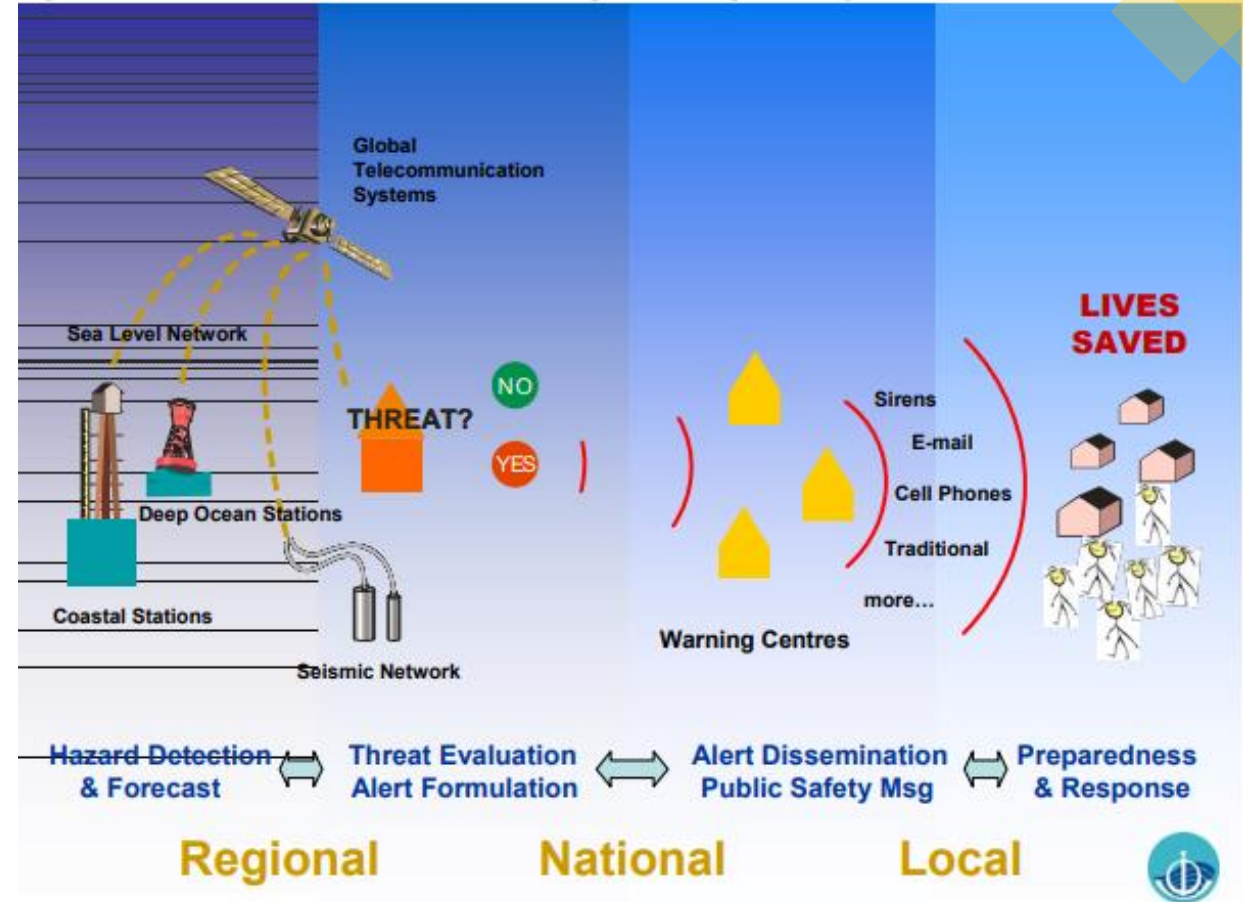 Global
Telecommunication
Systems
Sea Level Network
LIVES
SAVED
THREAT?
NO
YES
Sirens
E-mail
Cell Phones
Traditional
more...
Deep Ocean Stations
Coastal Stations
Seismic Network
Warning Centres
Hazard Detection
& Forecast
Threat Evaluation
Alert Formulation
Alert Dissemination
Public Safety Msg
Preparedness
& Response
Regional
National
Local